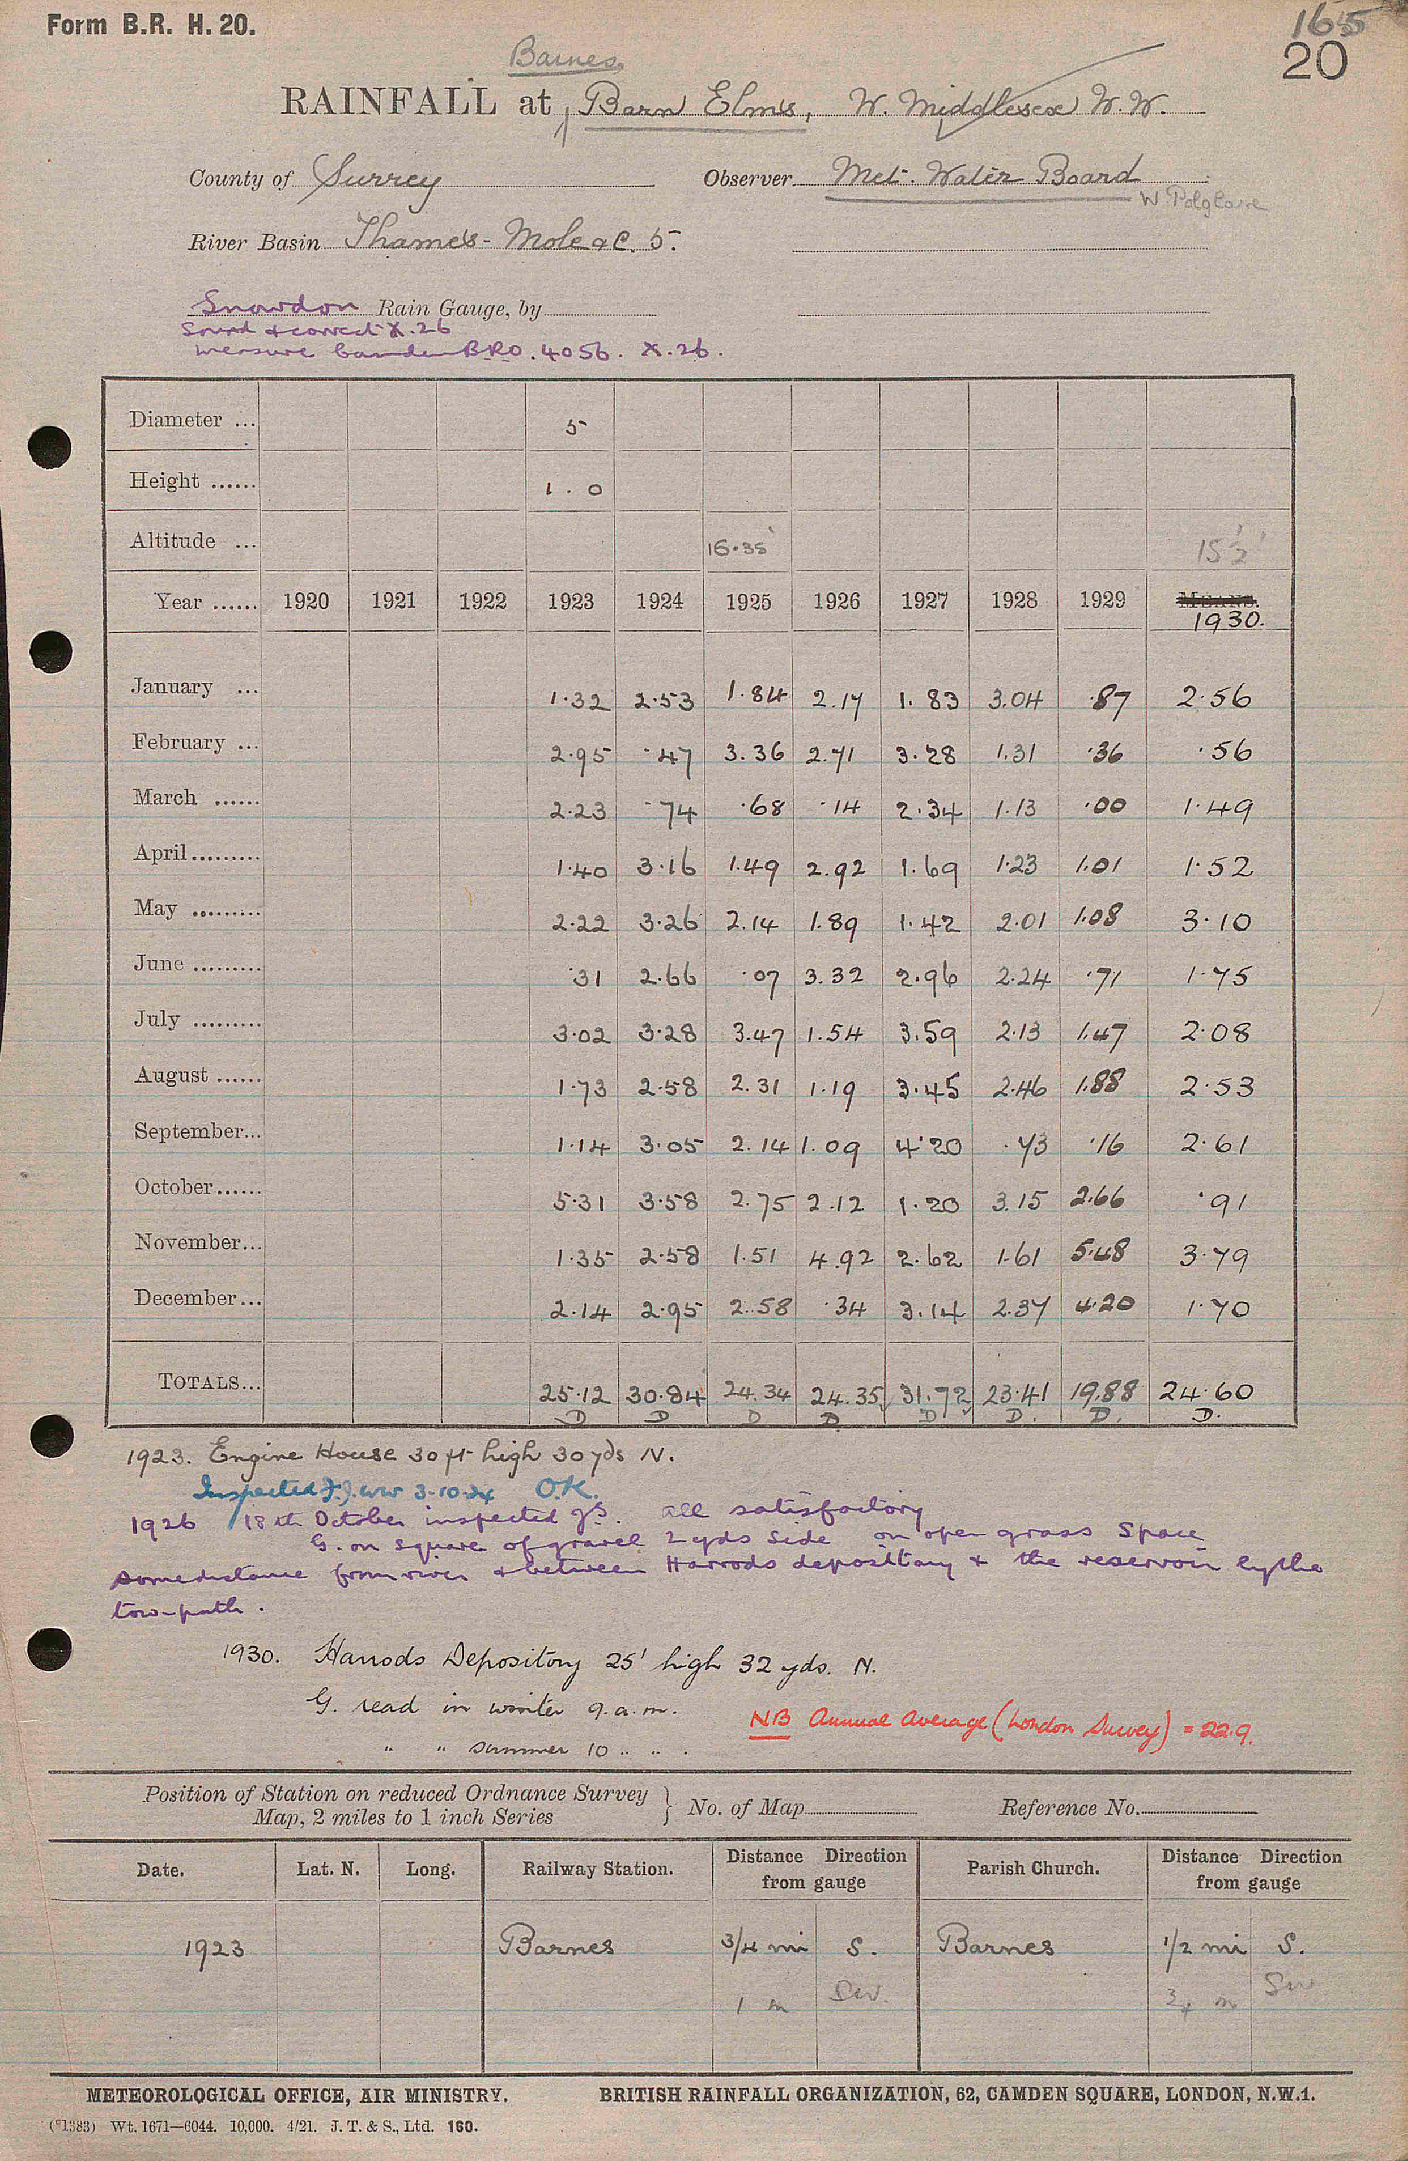 Form B.R. H. 20.
165
20
Barnes
RAINFALL at Barn Elms, W. Middlesex W.W.
County of Surrey Observer Met. Water Board
W Polglase
River Basin Thames - Mole &c. 5.
Snowdon Rain Gauge, by
Sound & correct X.26
measure Camden BRO. 4056. X.26.
Diameter ... 5
Height ...... 1.0
Altitude ... 16.35' 15½'
Year ...... 1920 1921 1922 1923 1924 1925 1926 1927 1928 1929 MEANS.
1930.
January ... 1.32 2.53 1.84 2.17 1.83 3.04 .87 2.56
February ... 2.95 .47 3.36 2.71 3.28 1.31 .36 .56
March ...... 2.23 .74 .68 .14 2.34 1.13 .00 1.49
April......... 1.40 3.16 1.49 2.92 1.69 1.23 1.01 1.52
May ......... 2.22 3.26 2.14 1.89 1.42 2.01 1.08 3.10
June ......... .31 2.66 .07 3.32 2.96 2.24 .71 1.75
July ......... 3.02 3.28 3.47 1.54 3.59 2.13 1.47 2.08
August ...... 1.73 2.58 2.31 1.19 3.45 2.46 1.88 2.53
September... 1.14 3.05 2.14 1.09 4.20 .73 .16 2.61
October...... 5.31 3.58 2.75 2.12 1.20 3.15 2.66 .91
November... 1.35 2.58 1.51 4.92 2.62 1.61 5.48 3.79
December... 2.14 2.95 2.58 .34 3.14 2.37 4.20 1.70
TOTALS... 25.12 30.84 24.34 24.35 31.72 23.41 19.88 24.60
D D D D D D. D. D.
1923. Engine House 30 ft high 30 yds N.
Inspected 3.10.24 O.K.
1926 18th October inspected all satisfactory
G. on square of gravel 2 yds side on open grass space
some distance from river & between Harrods depository & the reservoir by the
tow-path.
1930. Harrods Depository 25' high 32 yds. N.
G. read in winter 9.a.m.
" " summer 10 " " .
NB Annual Average (London Survey) = 22.9.
Position of Station on reduced Ordnance Survey
Map, 2 miles to 1 inch Series } No. of Map Reference No.
Date. Lat. N. Long. Railway Station. Distance Direction from gauge Parish Church. Distance Direction from gauge
1923 Barnes 3/4 mi S. Barnes 1/2 mi S.
1 m SW. 3/4 m SW
METEOROLOGICAL OFFICE, AIR MINISTRY. BRITISH RAINFALL ORGANIZATION, 62, CAMDEN SQUARE, LONDON, N.W.1.
(*1383) Wt. 1671—6044. 10,000. 4/21. J. T. & S., Ltd. 160.